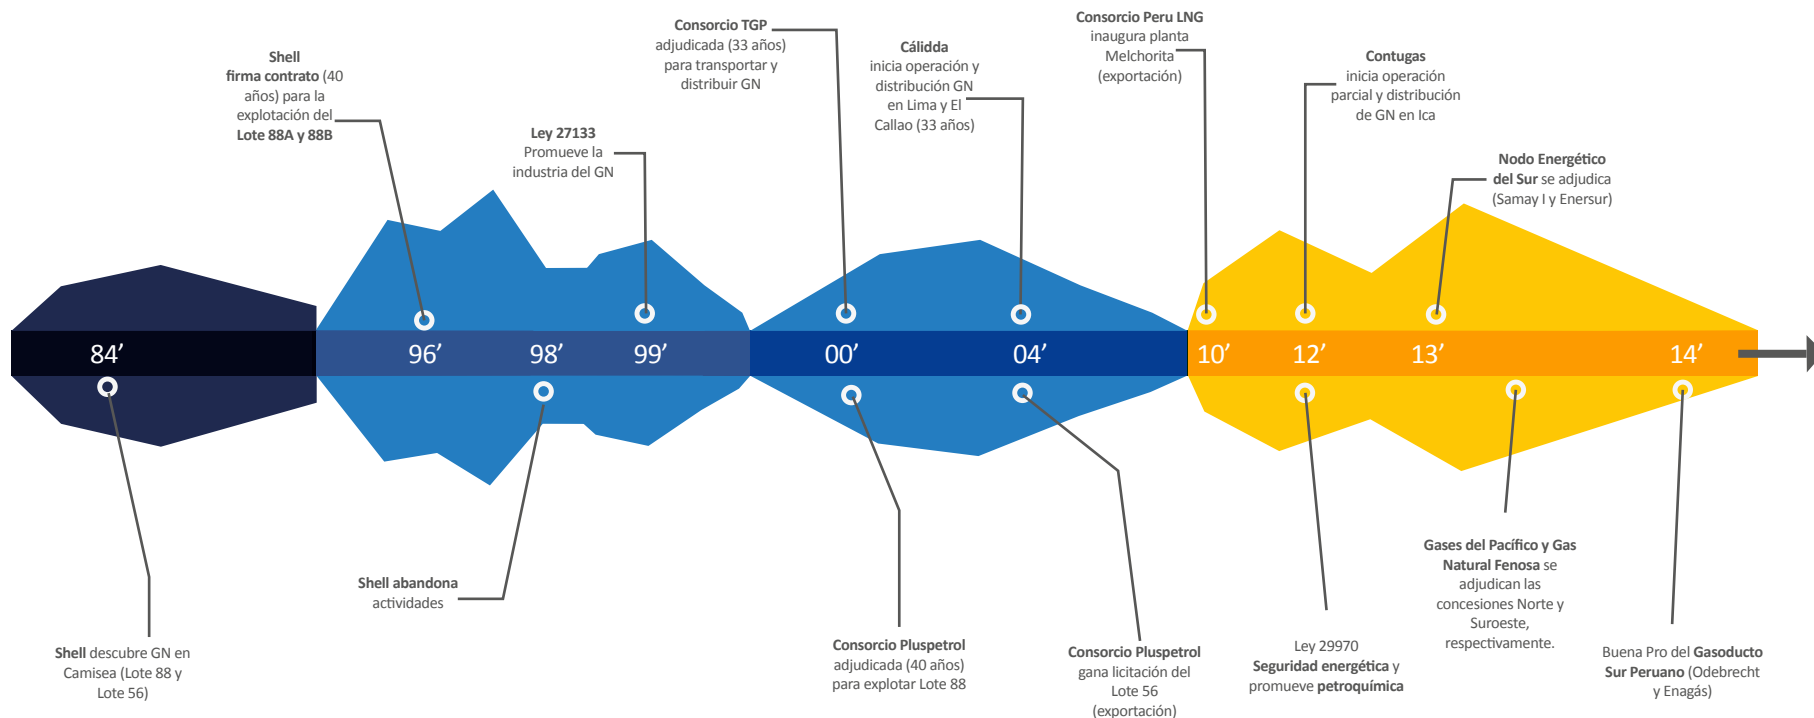 Shell
firma contrato (40
años) para la
explotación del
Lote 88A y 88B
Ley 27133
Promueve la
industria del GN
Consorcio TGP
adjudicada (33 años)
para transportar y
distribuir GN
Cálidda
inicia operación y
distribución GN
en Lima y El
Callao (33 años)
Consorcio Peru LNG
inaugura planta
Melchorita
(exportación)
Contugas
inicia operación
parcial y distribución
de GN en Ica
Nodo Energético
del Sur se adjudica
(Samay I y Enersur)
84’
96’
98’
99’
00’
04’
10’
12’
13’
14’
Shell descubre GN en
Camisea (Lote 88 y
Lote 56)
Shell abandona
actividades
Consorcio Pluspetrol
adjudicada (40 años)
para explotar Lote 88
Consorcio Pluspetrol
gana licitación del
Lote 56
(exportación)
Ley 29970
Seguridad energética y
promueve petroquímica
Gases del Pacífico y Gas
Natural Fenosa se
adjudican las
concesiones Norte y
Suroeste,
respectivamente.
Buena Pro del Gasoducto
Sur Peruano (Odebrecht
y Enagás)